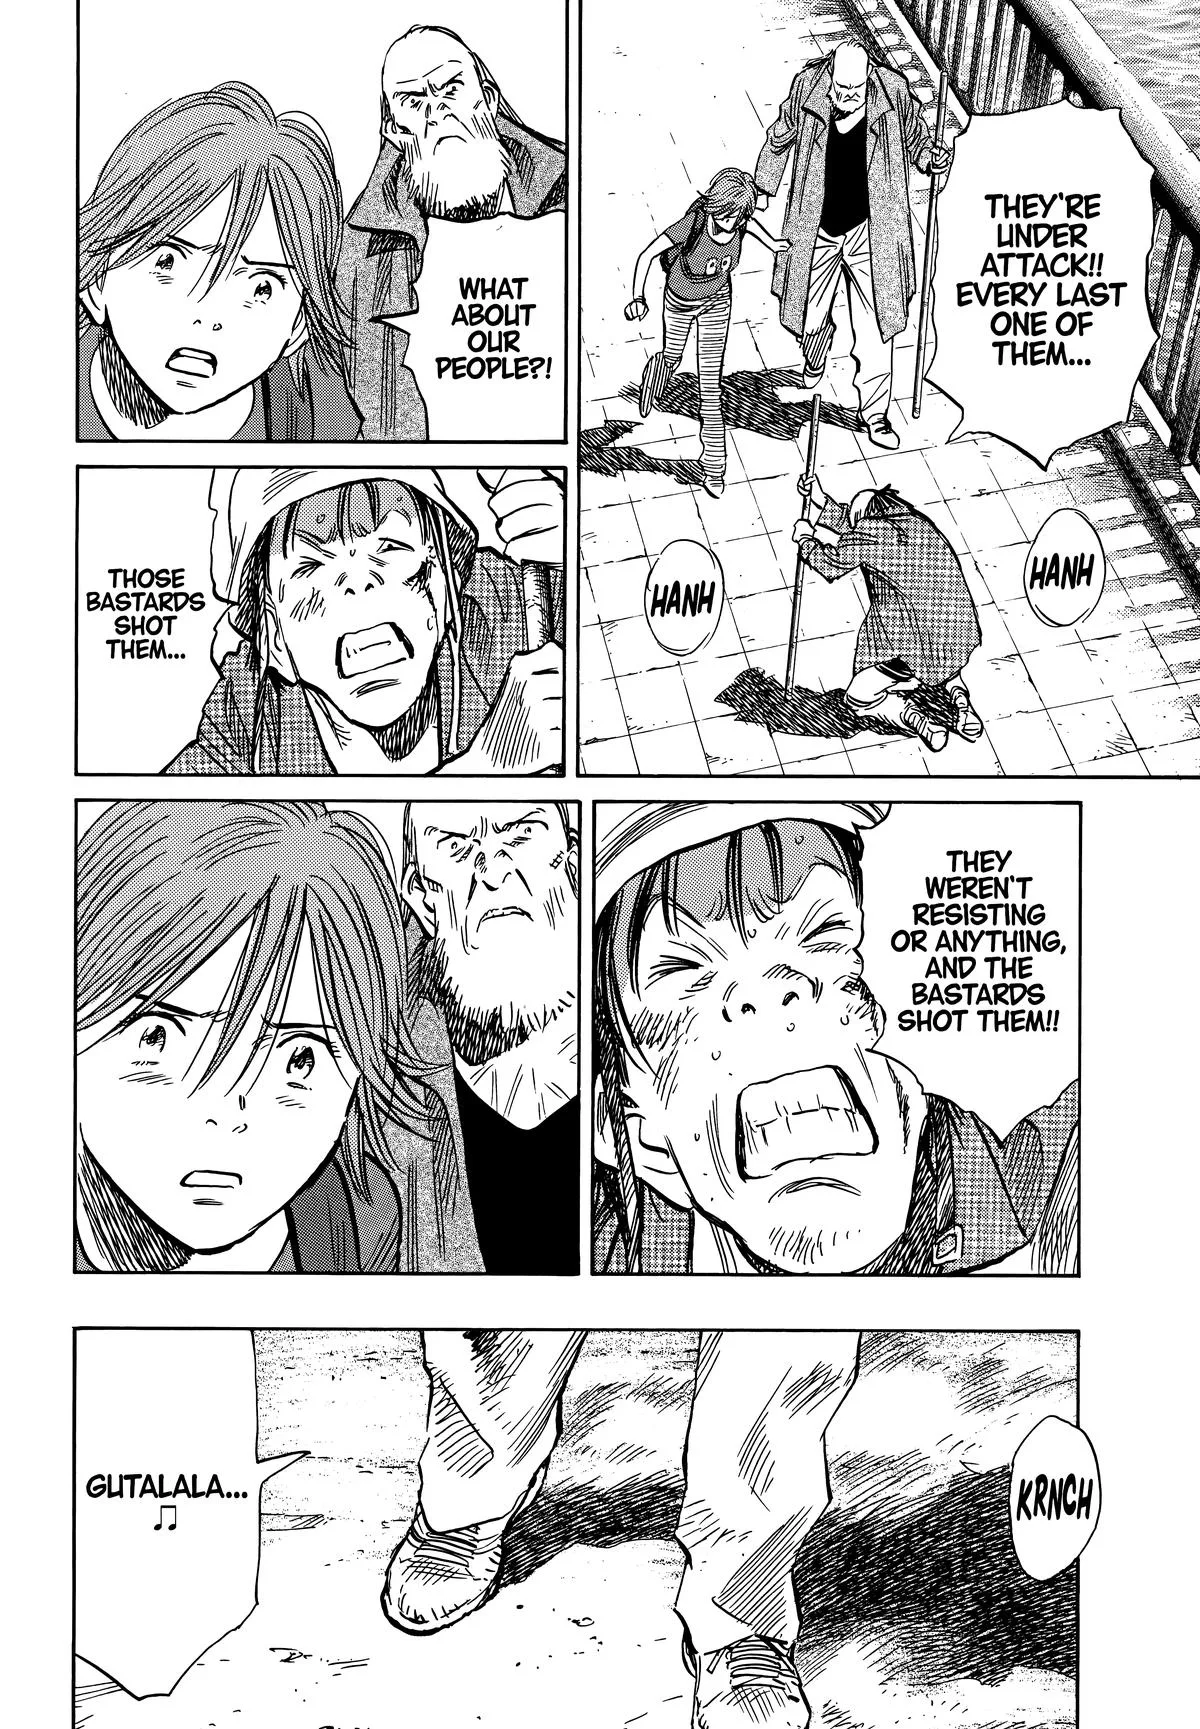 THEY'RE
UNDER
ATTACK!!
EVERY LAST
ONE OF
THEM...
HANH
HANH
WHAT
ABOUT
OUR
PEOPLE?!
THOSE
BASTARDS
SHOT
THEM...
THEY
WEREN'T
RESISTING
OR ANYTHING,
AND THE
BASTARDS
SHOT THEM!!
KRNCH
GUTALALA...
♫